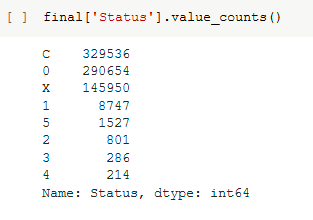 [ ] final['Status'].value_counts()
C 329536
0 290654
X 145950
1 8747
5 1527
2 801
3 286
4 214
Name: Status, dtype: int64